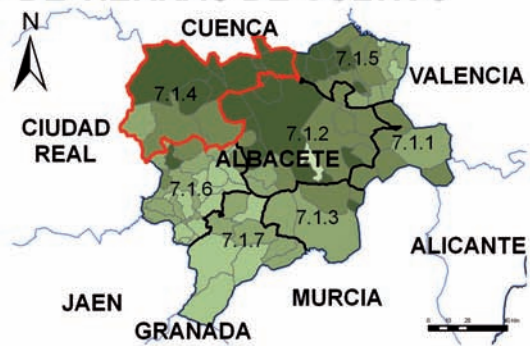 N
CUENCA
7.1.5
VALENCIA
7.1.4
CIUDAD
REAL
7.1.2
7.1.1
ALBACETE
7.1.6
7.1.3
7.1.7
ALICANTE
JAEN
MURCIA
GRANADA